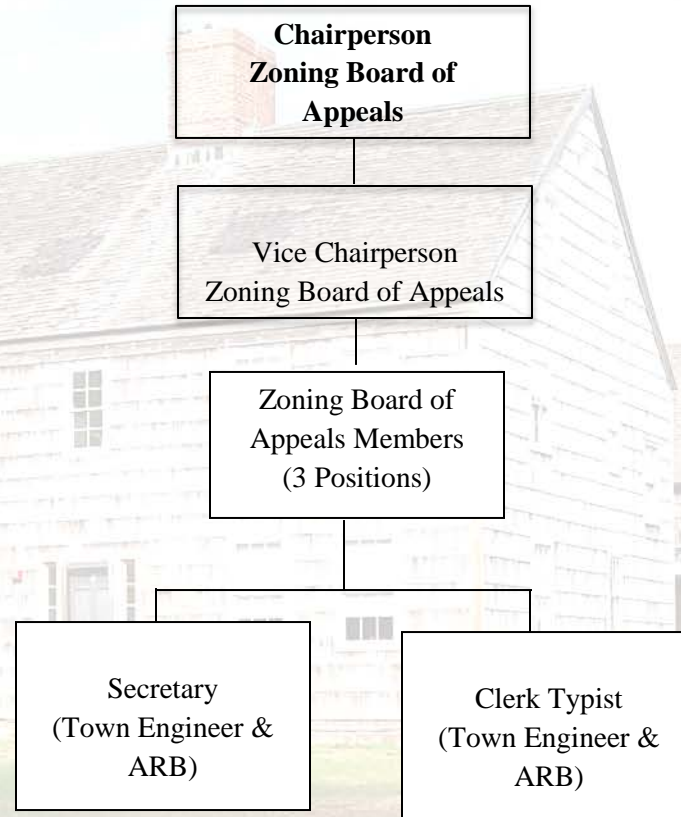 Chairperson
Zoning Board of
Appeals
Vice Chairperson
Zoning Board of Appeals
Zoning Board of
Appeals Members
(3 Positions)
Secretary
(Town Engineer &
ARB)
Clerk Typist
(Town Engineer &
ARB)